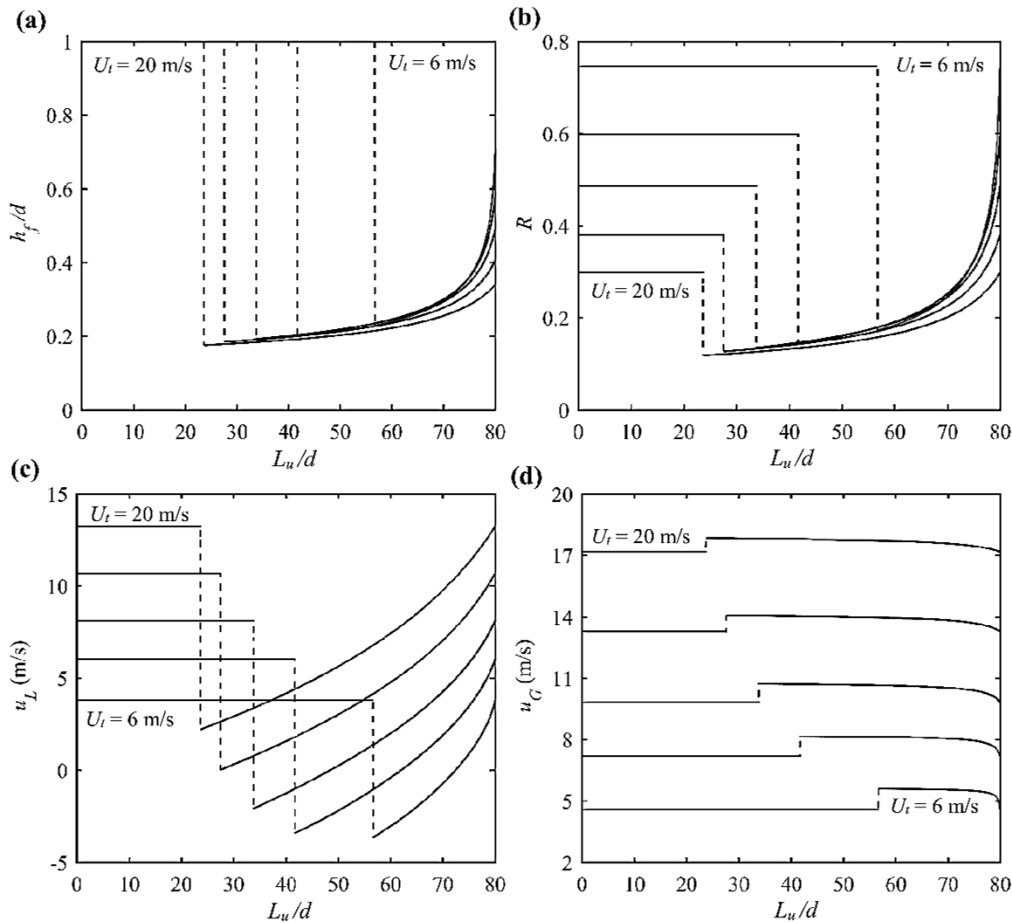 (a)
1
0.8
0.6
0.4
0.2
0
h_f/d
U_t = 20 m/s
U_t = 6 m/s
0 10 20 30 40 50 60 70 80
L_u/d
(b)
0.8
0.6
0.4
0.2
0
R
U_t = 6 m/s
U_t = 20 m/s
0 10 20 30 40 50 60 70 80
L_u/d
(c)
15
10
5
0
-5
u_L (m/s)
U_t = 20 m/s
U_t = 6 m/s
0 10 20 30 40 50 60 70 80
L_u/d
(d)
20
17
14
11
8
5
2
u_G (m/s)
U_t = 20 m/s
U_t = 6 m/s
0 10 20 30 40 50 60 70 80
L_u/d